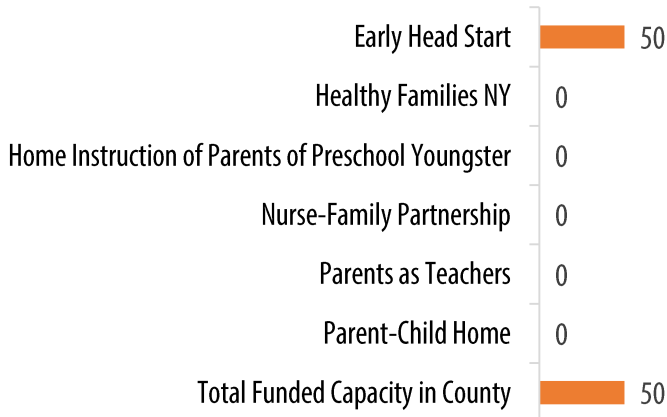 Early Head Start 50
Healthy Families NY 0
Home Instruction of Parents of Preschool Youngster 0
Nurse-Family Partnership 0
Parents as Teachers 0
Parent-Child Home 0
Total Funded Capacity in County 50